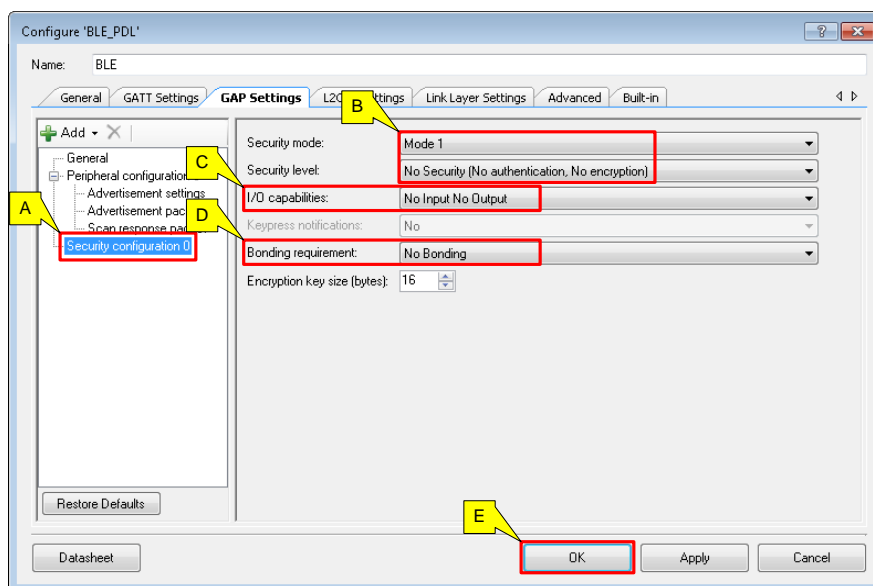 Configure 'BLE_PDL'
Name: BLE
General GATT Settings GAP Settings L2C ttings Link Layer Settings Advanced Built-in
B
Add
Security mode: Mode 1
General
C
Security level: No Security (No authentication, No encryption)
Peripheral configuration
Advertisement settings
I/O capabilities: No Input No Output
A
D
Advertisement pac
Keypress notifications: No
Scan response pa
Security configuration 0
Bonding requirement: No Bonding
Encryption key size (bytes): 16
Restore Defaults
E
Datasheet OK Apply Cancel